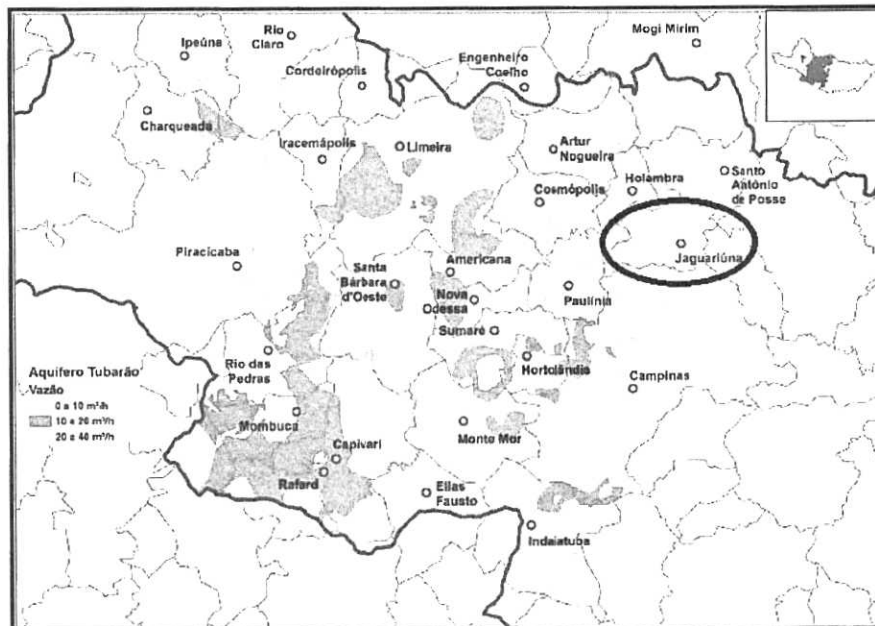 Ipeúna
Rio
Claro
Cordeirópolis
Engenheiro
Coelho
Mogi Mirim
Charqueada
Iracemápolis
Limeira
Artur
Nogueira
Holambra
Santo
Antônio
de Posse
Cosmópolis
Jaguariúna
Piracicaba
Santa
Bárbara
d'Oeste
Americana
Nova
Odessa
Paulínia
Sumaré
Rio das
Pedras
Hortolândia
Campinas
Aquífero Tubarão
Vazão
0 a 10 m³/h
10 a 20 m³/h
20 a 40 m³/h
Mombuca
Capivari
Rafard
Monte Mor
Elias
Fausto
Indaiatuba